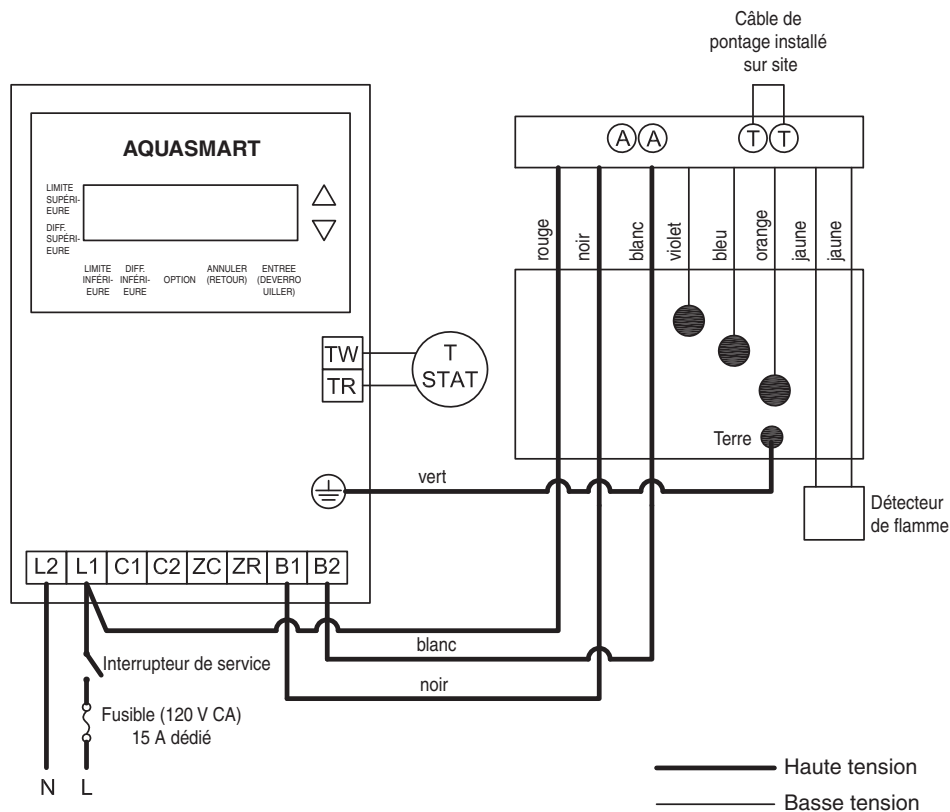 Câble de
pontage installé
sur site
AQUASMART
LIMITE
SUPÉRI-
EURE
DIFF.
SUPÉRI-
EURE
LIMITE
INFÉRI-
EURE
DIFF.
INFÉRI-
EURE
OPTION
ANNULER
(RETOUR)
ENTREE
(DEVERRO
UILLER)
A A T T
rouge
noir
blanc
violet
bleu
orange
jaune
jaune
TW
TR
T
STAT
Terre
vert
Détecteur
de flamme
L2 L1 C1 C2 ZC ZR B1 B2
blanc
Interrupteur de service
noir
Fusible (120 V CA)
15 A dédié
N L
Haute tension
Basse tension